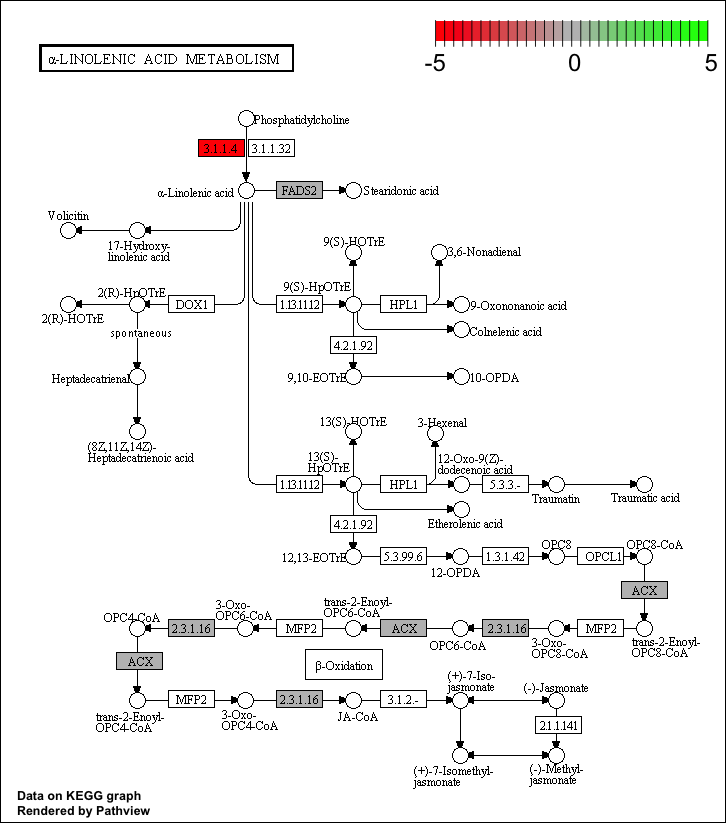 α-LINOLENIC ACID METABOLISM
-5 0 5
Phosphatidylcholine
3.1.1.4 3.1.1.32
α-Linolenic acid FADS2 Stearidonic acid
Volicitin
17-Hydroxy-
linolenic acid
9(S)-HOTrE
3,6-Nonadienal
2(R)-HpOTrE
9(S)-HpOTrE
DOX1 1.13.11.12 HPL1 9-Oxononanoic acid
2(R)-HOTrE
Colnelenic acid
spontaneous
4.2.1.92
Heptadecatrienal 9,10-EOTrE 10-OPDA
13(S)-HOTrE
3-Hexenal
(8Z,11Z,14Z)-
Heptadecatrienoic acid
13(S)-
HpOTrE
12-Oxo-9(Z)-
dodecenoic acid
1.13.11.12 HPL1 5.3.3.-
Traumatin Traumatic acid
4.2.1.92 Etherolenic acid
12,13-EOTrE 5.3.99.6 1.3.1.42 OPC8 OPCL1 OPC8-CoA
12-OPDA
ACX
OPC4-CoA
3-Oxo-
OPC6-CoA
trans-2-Enoyl-
OPC6-CoA
2.3.1.16 MFP2 ACX 2.3.1.16 MFP2
OPC6-CoA
3-Oxo-
OPC8-CoA
trans-2-Enoyl-
OPC8-CoA
ACX
β-Oxidation
(+)-7-Iso-
jasmonate
(-)-Jasmonate
MFP2 2.3.1.16 3.1.2.-
trans-2-Enoyl-
OPC4-CoA
3-Oxo-
OPC4-CoA
JA-CoA
2.1.1.141
(+)-7-Isomethyl-
jasmonate
(-)-Methyl-
jasmonate
Data on KEGG graph
Rendered by Pathview